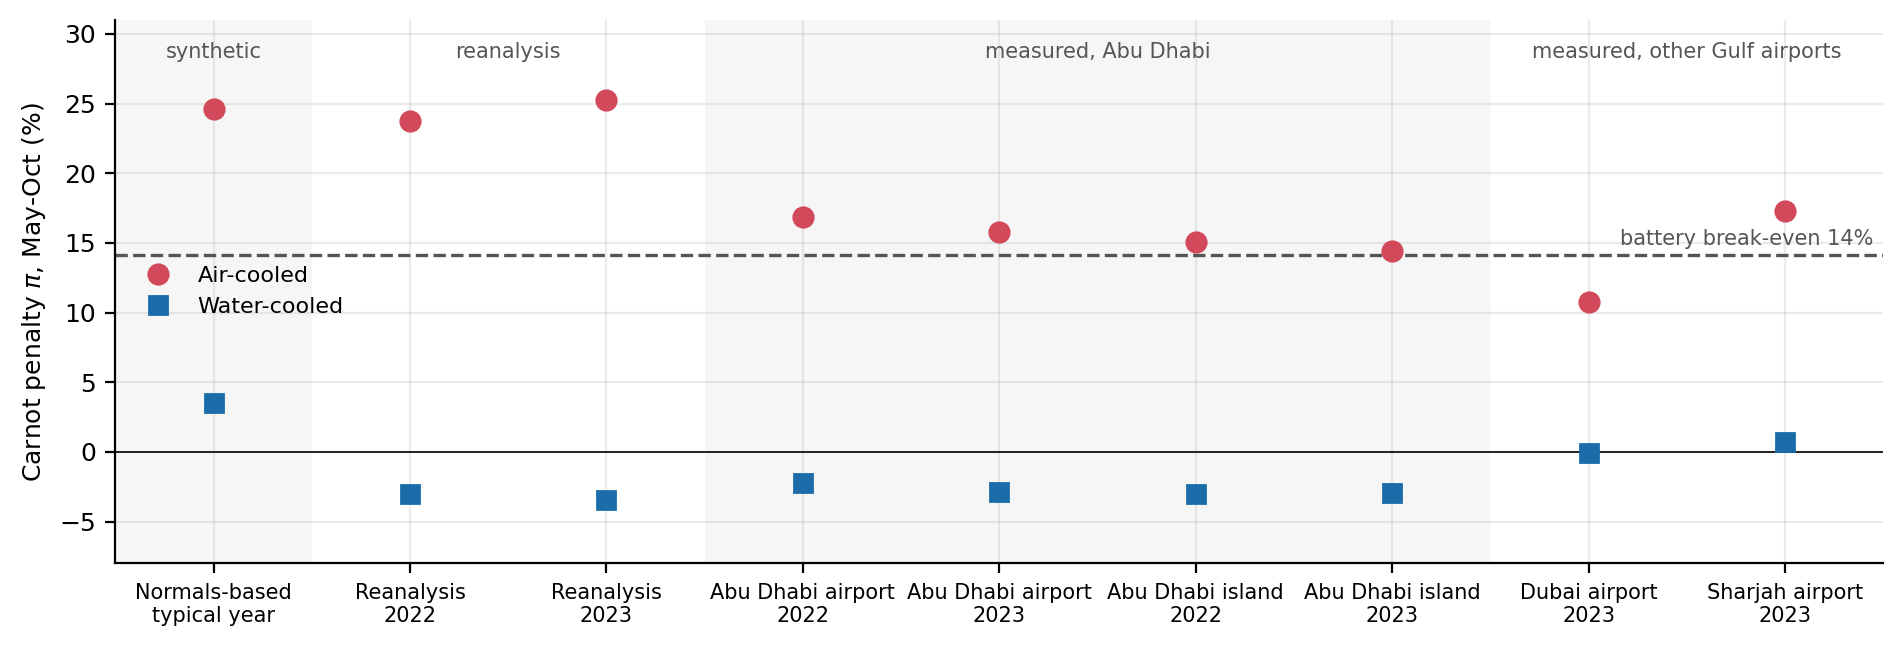 Carnot penalty π, May-Oct (%)
30
25
20
15
10
5
0
−5
synthetic
reanalysis
measured, Abu Dhabi
measured, other Gulf airports
battery break-even 14%
Air-cooled
Water-cooled
Normals-based
typical year
Reanalysis
2022
Reanalysis
2023
Abu Dhabi airport
2022
Abu Dhabi airport
2023
Abu Dhabi island
2022
Abu Dhabi island
2023
Dubai airport
2023
Sharjah airport
2023